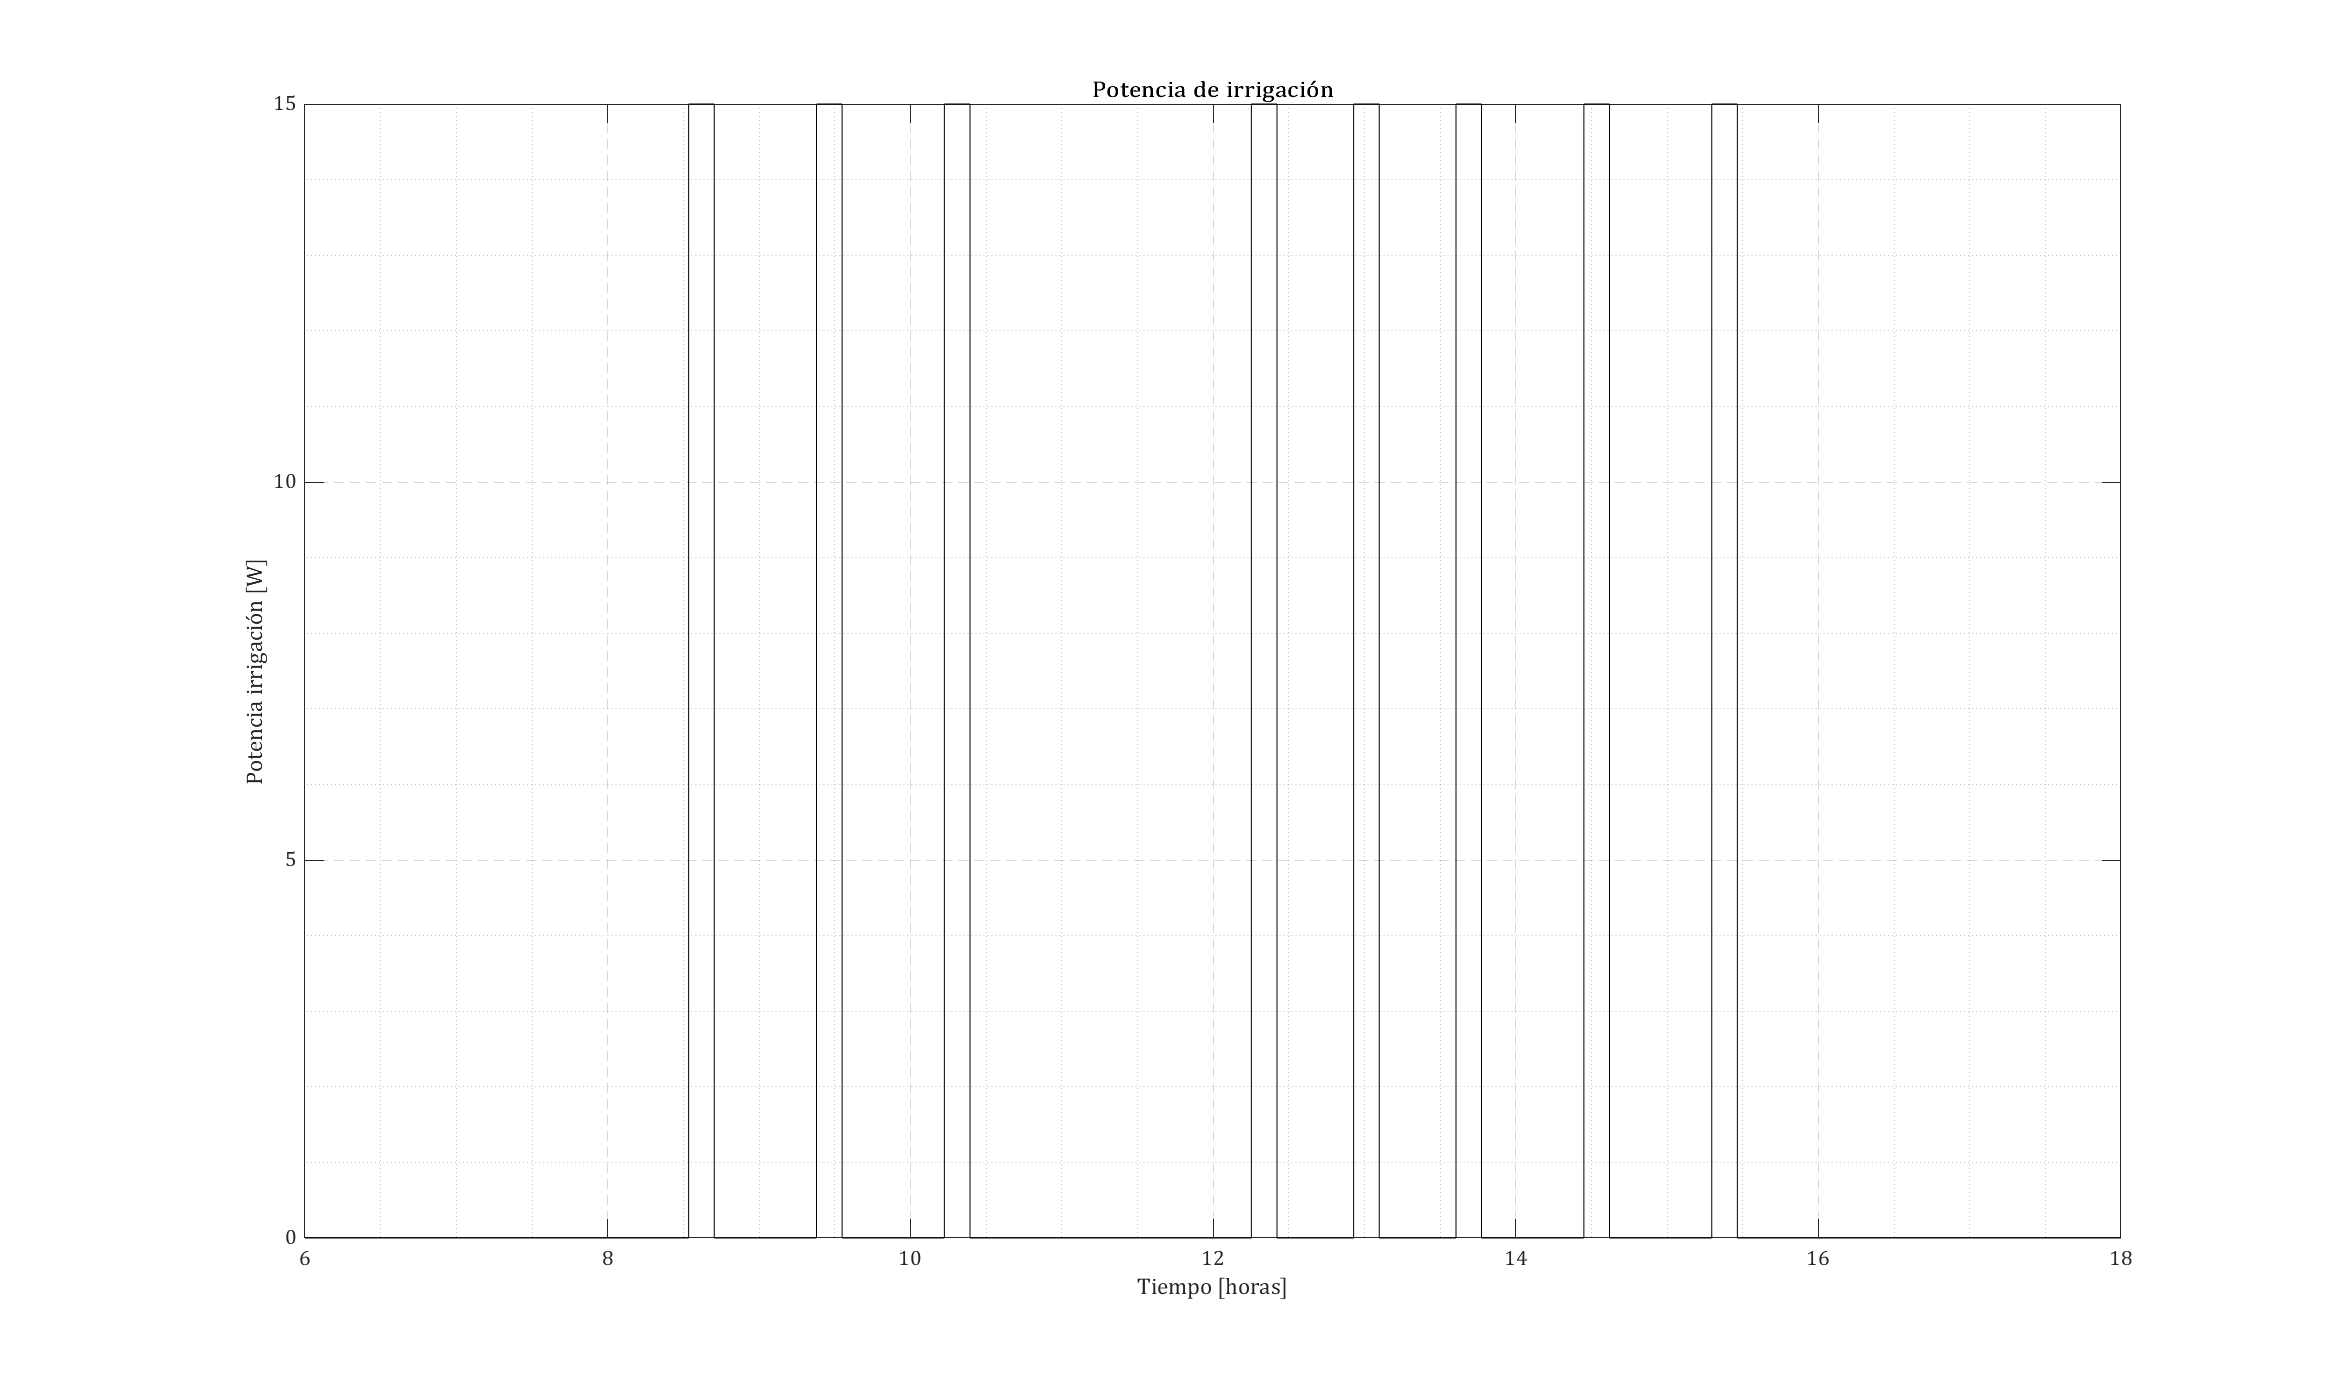 Potencia de irrigación
15
10
5
0
Potencia irrigación [W]
6 8 10 12 14 16 18
Tiempo [horas]